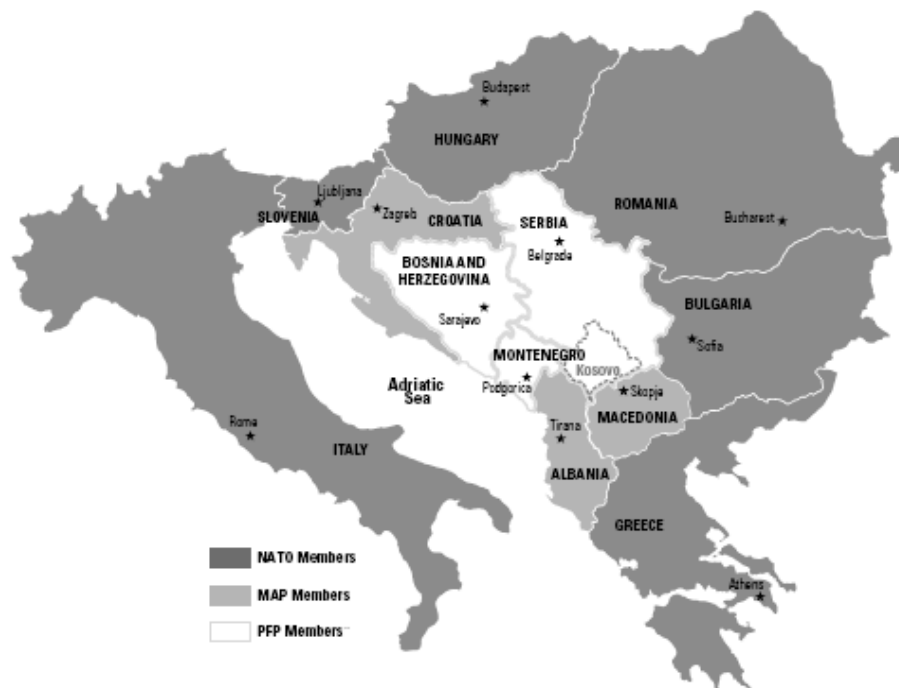 Budapest
HUNGARY
Ljubljana
SLOVENIA
Zagreb
CROATIA
SERBIA
Belgrade
ROMANIA
Bucharest
BOSNIA AND
HERZEGOVINA
Sarajevo
BULGARIA
Sofia
MONTENEGRO
Kosovo
Podgorica
Skopje
MACEDONIA
Adriatic
Sea
Tirana
ALBANIA
Rome
ITALY
GREECE
Athens
NATO Members
MAP Members
PFP Members